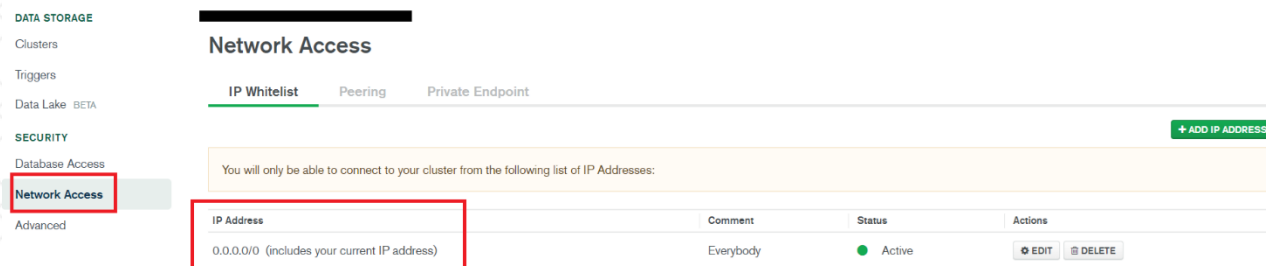 DATA STORAGE
Clusters
Triggers
Data Lake BETA
SECURITY
Database Access
Network Access
Advanced
Network Access
IP Whitelist Peering Private Endpoint
+ ADD IP ADDRESS
You will only be able to connect to your cluster from the following list of IP Addresses:
IP Address Comment Status Actions
0.0.0.0/0 (includes your current IP address) Everybody Active EDIT DELETE